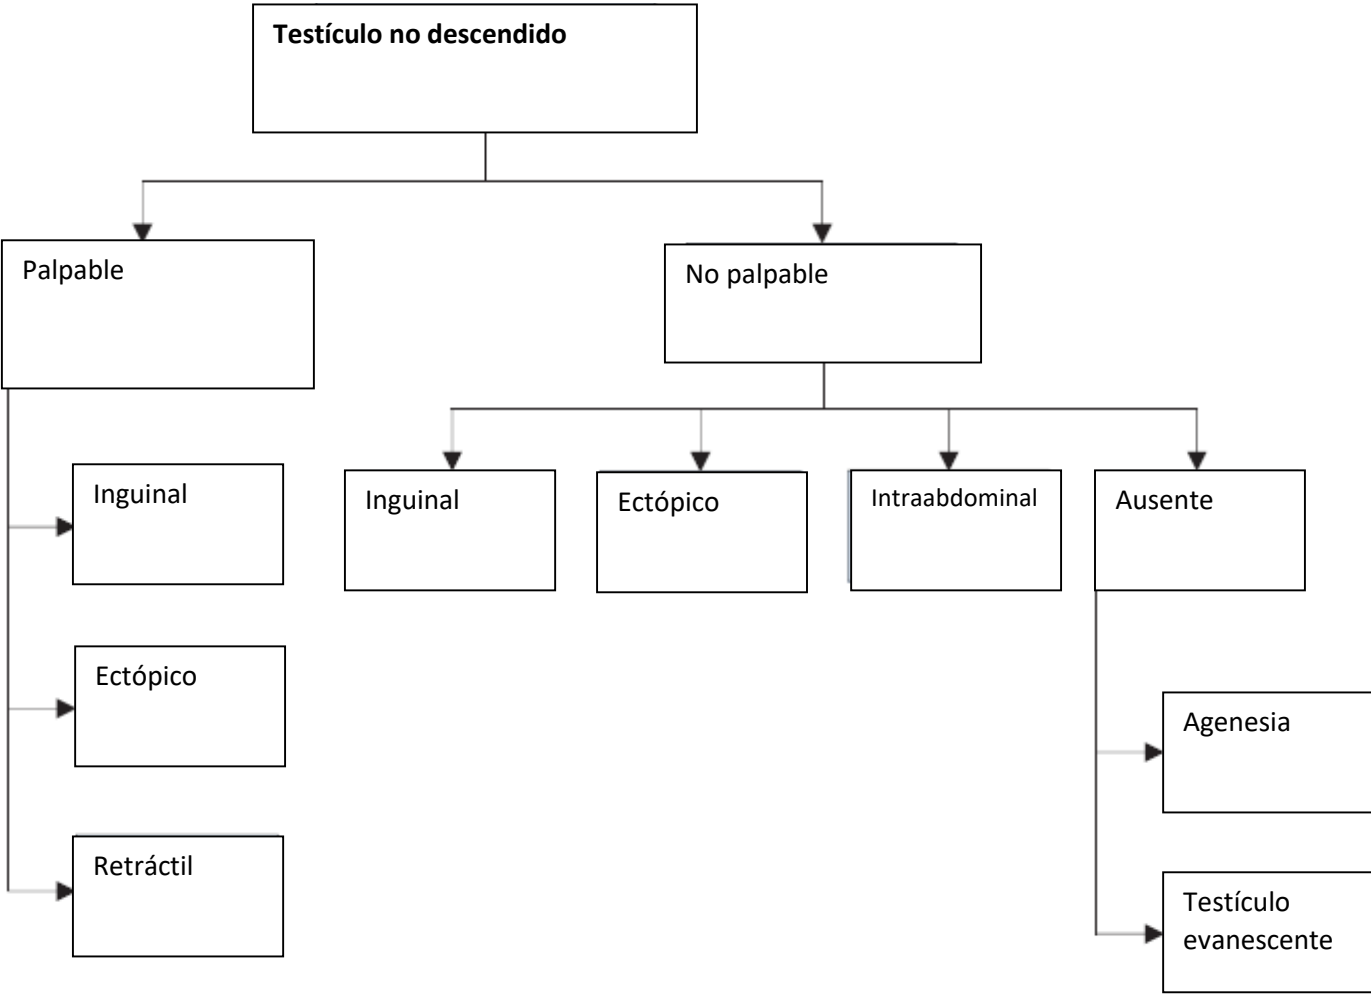 Testículo no descendido
Palpable
No palpable
Inguinal
Inguinal
Ectópico
Intraabdominal
Ausente
Ectópico
Agenesia
Retráctil
Testículo
evanescente